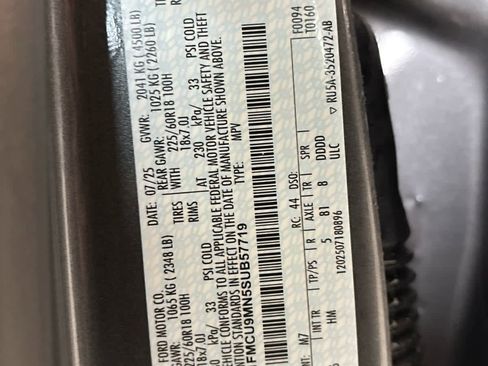 FORD MOTOR CO. DATE: 07/25 GVWR: 2041 KG (4500 LB)
GAWR: 1065 KG (2348 LB) REAR GAWR: 1025 KG (2260 LB)
225/60R18 100H TIRES WITH 225/60R18 100H
18x7.0J RIMS 18x7.0J
kPa/ 33 PSI COLD AT 230 kPa/ 33 PSI COLD
VEHICLE CONFORMS TO ALL APPLICABLE FEDERAL MOTOR VEHICLE SAFETY AND THEFT
PREVENTION STANDARDS IN EFFECT ON THE DATE OF MANUFACTURE SHOWN ABOVE.
FMCU9MN5SUB57719 TYPE: MPV
F0094
T0160
M7 RC: 44 DSO:
INT TR TP/PS R AXLE TR SPR
HM 5 81 8 DDDD
ULC
1202507180896
▽ RU5A-3520472-AB